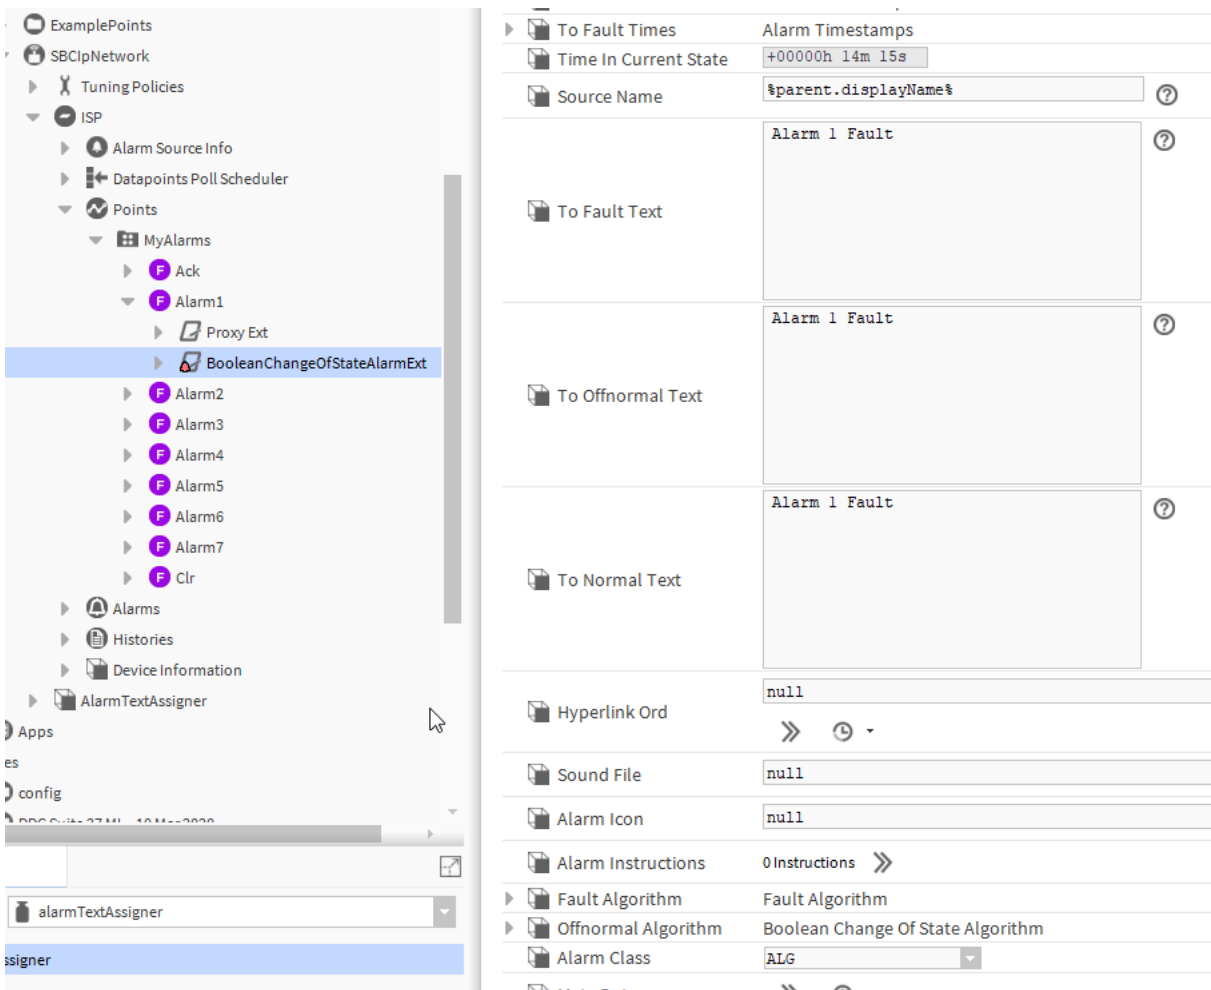 ExamplePoints
SBCIpNetwork
Tuning Policies
ISP
Alarm Source Info
Datapoints Poll Scheduler
Points
MyAlarms
Ack
Alarm1
Proxy Ext
BooleanChangeOfStateAlarmExt
Alarm2
Alarm3
Alarm4
Alarm5
Alarm6
Alarm7
Clr
Alarms
Histories
Device Information
AlarmTextAssigner
Apps
es
config
alarmTextAssigner
ssigner
To Fault Times Alarm Timestamps
Time In Current State +00000h 14m 15s
Source Name %parent.displayName%
To Fault Text Alarm 1 Fault
To Offnormal Text Alarm 1 Fault
To Normal Text Alarm 1 Fault
Hyperlink Ord null
Sound File null
Alarm Icon null
Alarm Instructions 0 Instructions
Fault Algorithm Fault Algorithm
Offnormal Algorithm Boolean Change Of State Algorithm
Alarm Class ALG